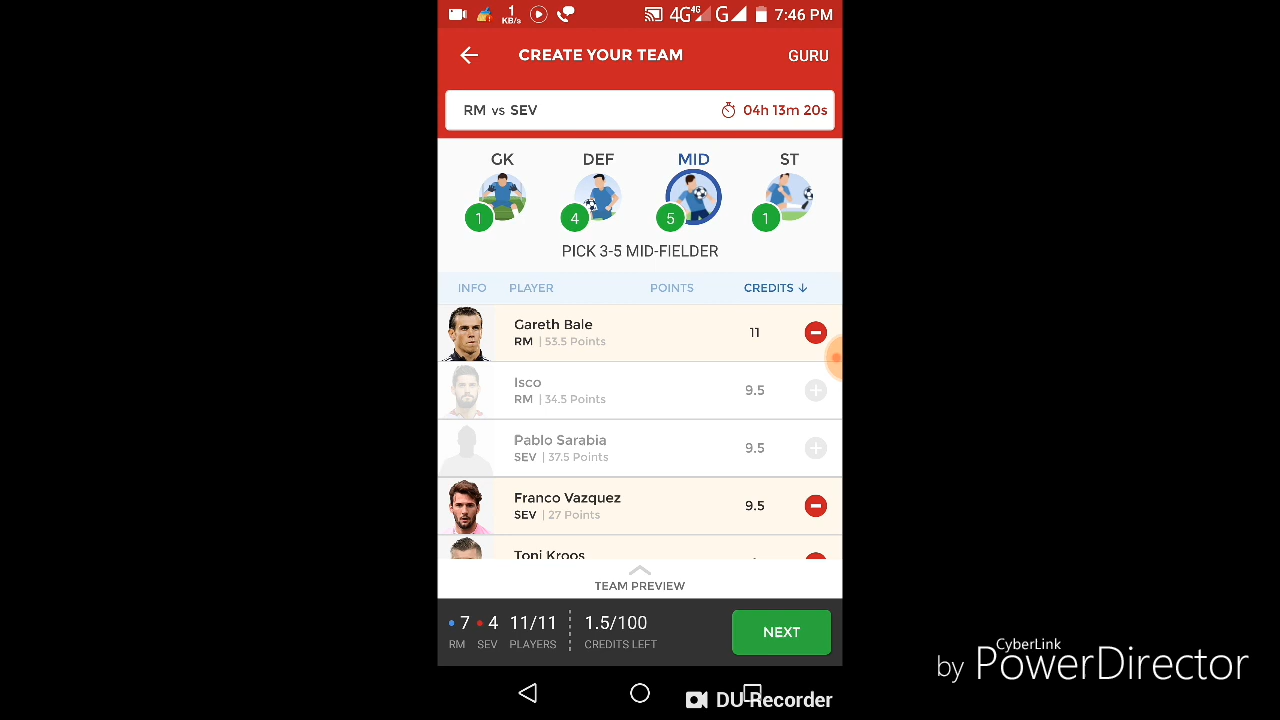 1 KB/s 4G 4G G 7:46 PM
CREATE YOUR TEAM GURU
RM vs SEV 04h 13m 20s
GK DEF MID ST
1 4 5 1
PICK 3-5 MID-FIELDER
INFO PLAYER POINTS CREDITS ↓
Gareth Bale
RM | 53.5 Points
11
Isco
RM | 34.5 Points
9.5
Pablo Sarabia
SEV | 37.5 Points
9.5
Franco Vazquez
SEV | 27 Points
9.5
Toni Kroos
TEAM PREVIEW
7 4 11/11 1.5/100
RM SEV PLAYERS CREDITS LEFT
NEXT
DU Recorder
CyberLink
by PowerDirector